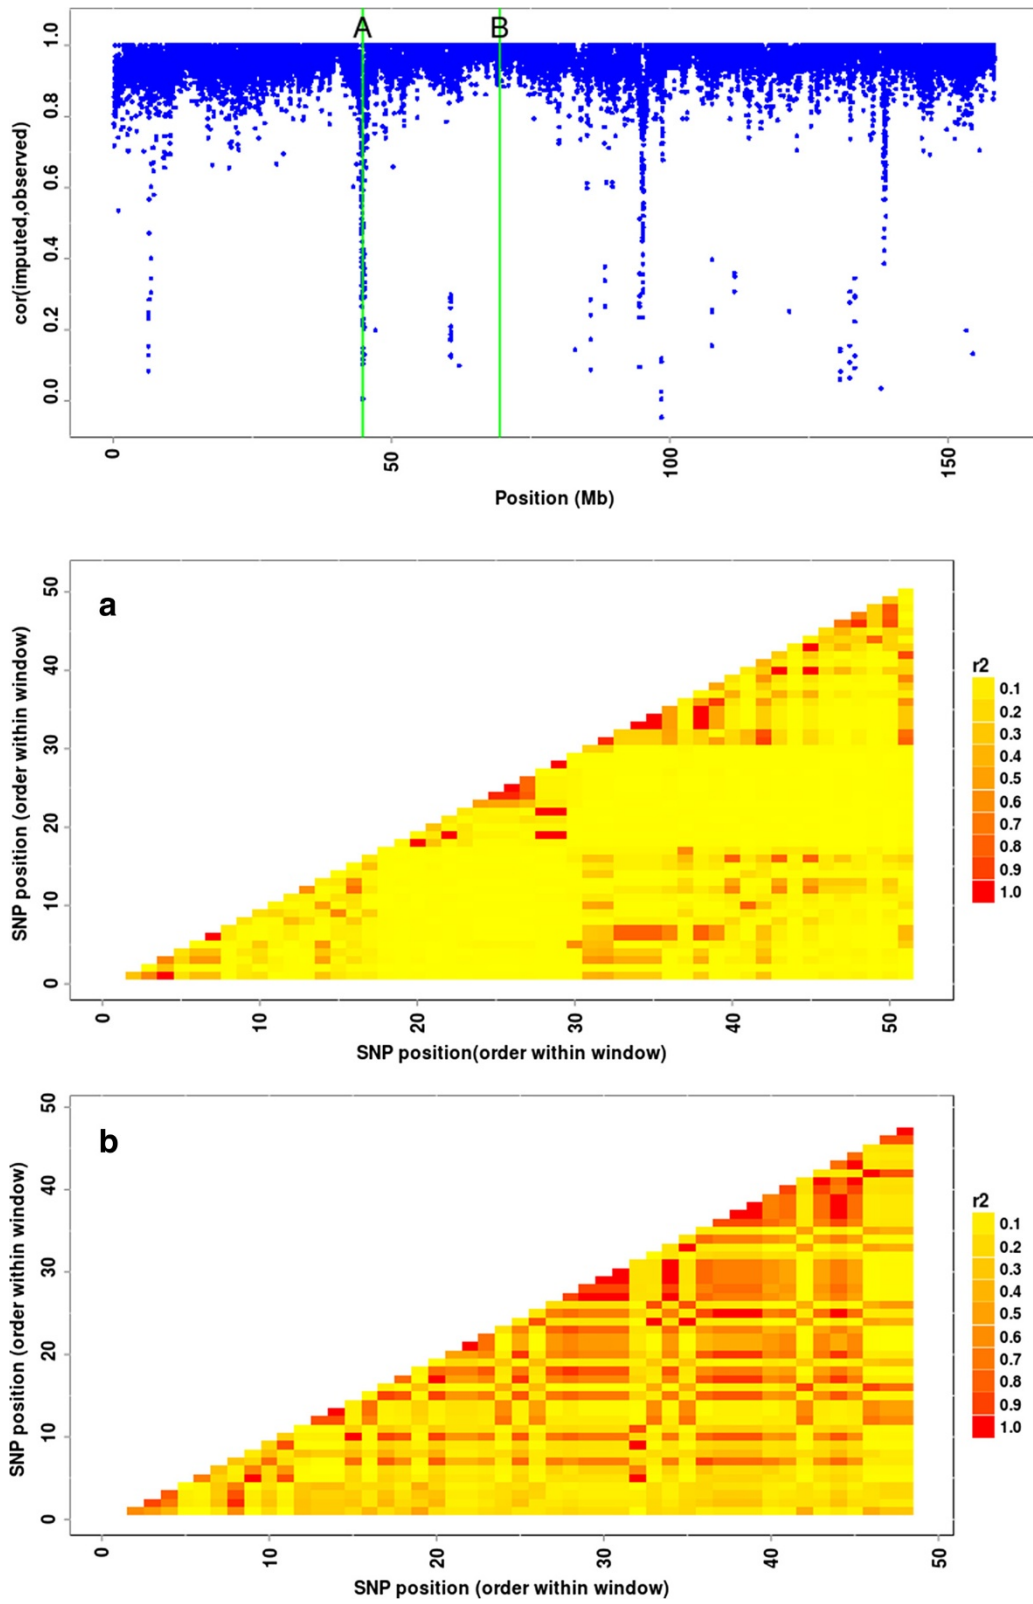 A B
1.0
0.8
0.6
0.4
0.2
0.0
cor(imputed,observed)
0 50 100 150
Position (Mb)
a
50
40
30
20
10
0
SNP position (order within window)
0 10 20 30 40 50
SNP position(order within window)
r2
0.1
0.2
0.3
0.4
0.5
0.6
0.7
0.8
0.9
1.0
b
50
40
30
20
10
0
SNP position (order within window)
0 10 20 30 40 50
SNP position (order within window)
r2
0.1
0.2
0.3
0.4
0.5
0.6
0.7
0.8
0.9
1.0